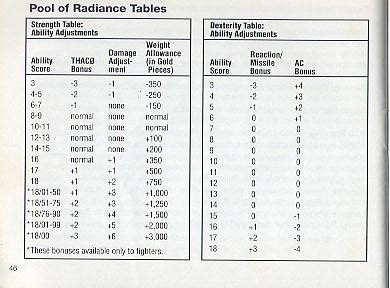 Pool of Radiance Tables
Strength Table:
Ability Adjustments
Ability Score THACØ Bonus Damage Adjust-ment Weight Allowance (in Gold Pieces)
3 -3 -1 -350
4-5 -2 -1 -250
6-7 -1 none -150
8-9 normal none normal
10-11 normal none normal
12-13 normal none +100
14-15 normal none +200
16 normal +1 +350
17 +1 +1 +500
18 +1 +2 +750
*18/01-50 +1 +3 +1,000
*18/51-75 +2 +3 +1,250
*18/76-90 +2 +4 +1,500
*18/91-99 +2 +5 +2,000
*18/00 +3 +6 +3,000
*These bonuses available only to fighters.
Dexterity Table:
Ability Adjustments
Ability Score Reaction/ Missile Bonus AC Bonus
3 -3 +4
4 -2 +3
5 -1 +2
6 0 +1
7 0 0
8 0 0
9 0 0
10 0 0
11 0 0
12 0 0
13 0 0
14 0 0
15 0 -1
16 +1 -2
17 +2 -3
18 +3 -4
46